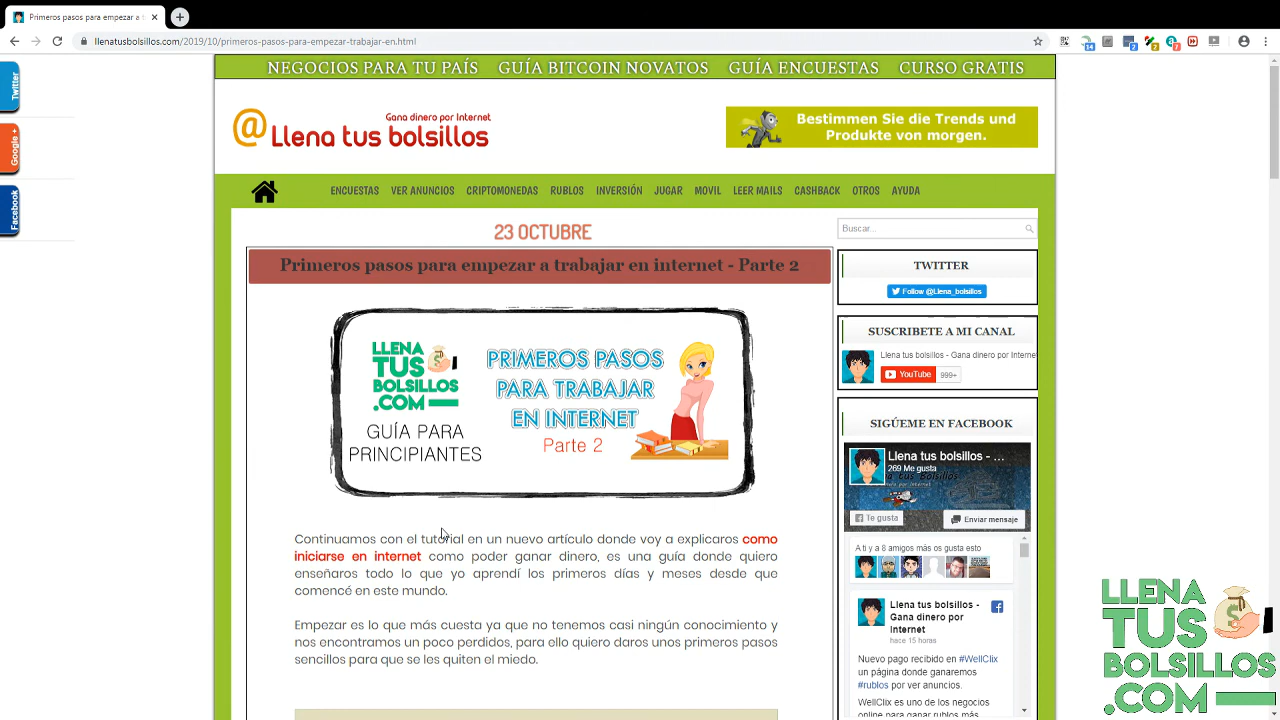 Primeros pasos para empezar a t
llenatusbolsillos.com/2019/10/primeros-pasos-para-empezar-trabajar-en.html
14
2
2
7
NEGOCIOS PARA TU PAÍS GUÍA BITCOIN NOVATOS GUÍA ENCUESTAS CURSO GRATIS
Twitter
Google +
Facebook
Gana dinero por Internet
@Llena tus bolsillos
Bestimmen Sie die Trends und
Produkte von morgen.
ENCUESTAS VER ANUNCIOS CRIPTOMONEDAS RUBLOS INVERSIÓN JUGAR MOVIL LEER MAILS CASHBACK OTROS AYUDA
23 OCTUBRE
Primeros pasos para empezar a trabajar en internet - Parte 2
LLENA
TUS
BOLSILLOS
.COM
GUÍA PARA
PRINCIPIANTES
PRIMEROS PASOS
PARA TRABAJAR
EN INTERNET
Parte 2
Continuamos con el tutorial en un nuevo artículo donde voy a explicaros como
iniciarse en internet como poder ganar dinero, es una guía donde quiero
enseñaros todo lo que yo aprendí los primeros días y meses desde que
comencé en este mundo.
Empezar es lo que más cuesta ya que no tenemos casi ningún conocimiento y
nos encontramos un poco perdidos, para ello quiero daros unos primeros pasos
sencillos para que se les quiten el miedo.
Buscar...
TWITTER
Follow @Llena_bolsillos
SUSCRIBETE A MI CANAL
Llena tus bolsillos - Gana dinero por Interne
YouTube 999+
SIGÚEME EN FACEBOOK
Llena tus bolsillos - ...
269 Me gusta
Te gusta
Enviar mensaje
A ti y a 8 amigos más os gusta esto
Llena tus bolsillos -
Gana dinero por
Internet
hace 15 horas
Nuevo pago recibido en #WellClix
un página donde ganaremos
#rublos por ver anuncios.
WellClix es uno de los negocios
online para ganar rublos más
LLENA
TUS
BOLSILLOS
.COM